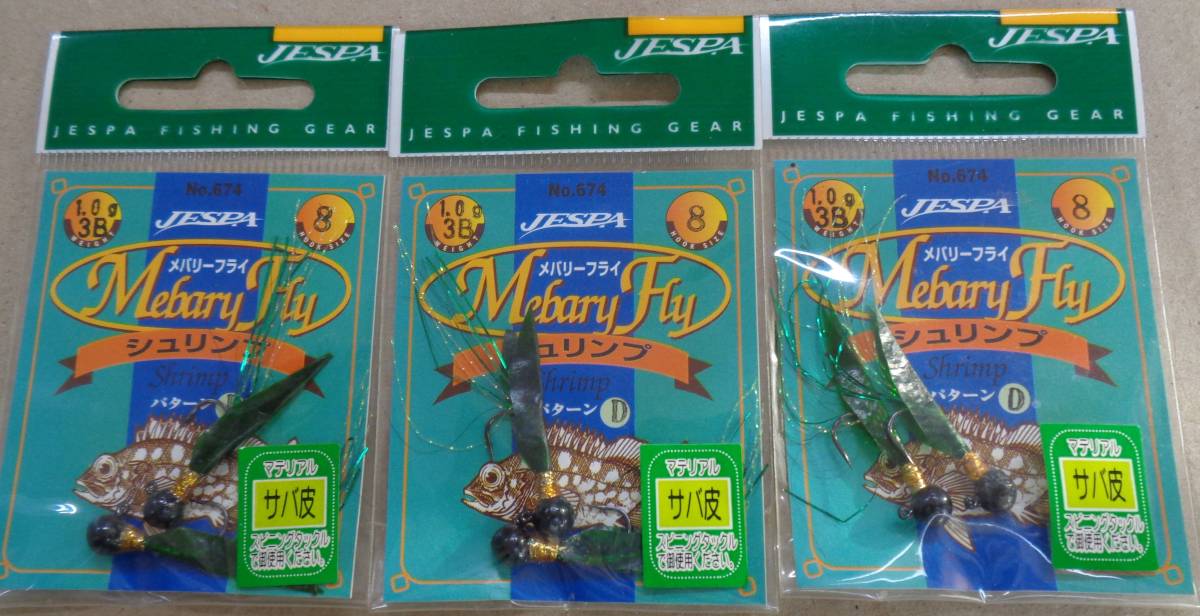 JESPA
JESPA FISHING GEAR
No.674
1.0g
3B
WEIGHT
JESPA
8
HOOK SIZE
メバリーフライ
Mebary Fly
シュリンプ
Shrimp
パターン
マテリアル
サバ皮
スピニングタックル
で御使用ください。
JESPA
JESPA FISHING GEAR
No.674
1.0g
3B
WEIGHT
JESPA
8
HOOK SIZE
メバリーフライ
Mebary Fly
シュリンプ
Shrimp
パターン D
マテリアル
サバ皮
スピニングタックル
で御使用ください。
JESPA
JESPA FISHING GEAR
No.674
1.0g
3B
WEIGHT
JESPA
8
HOOK SIZE
メバリーフライ
Mebary Fly
シュリンプ
Shrimp
パターン D
マテリアル
サバ皮
スピニングタックル
で御使用ください。